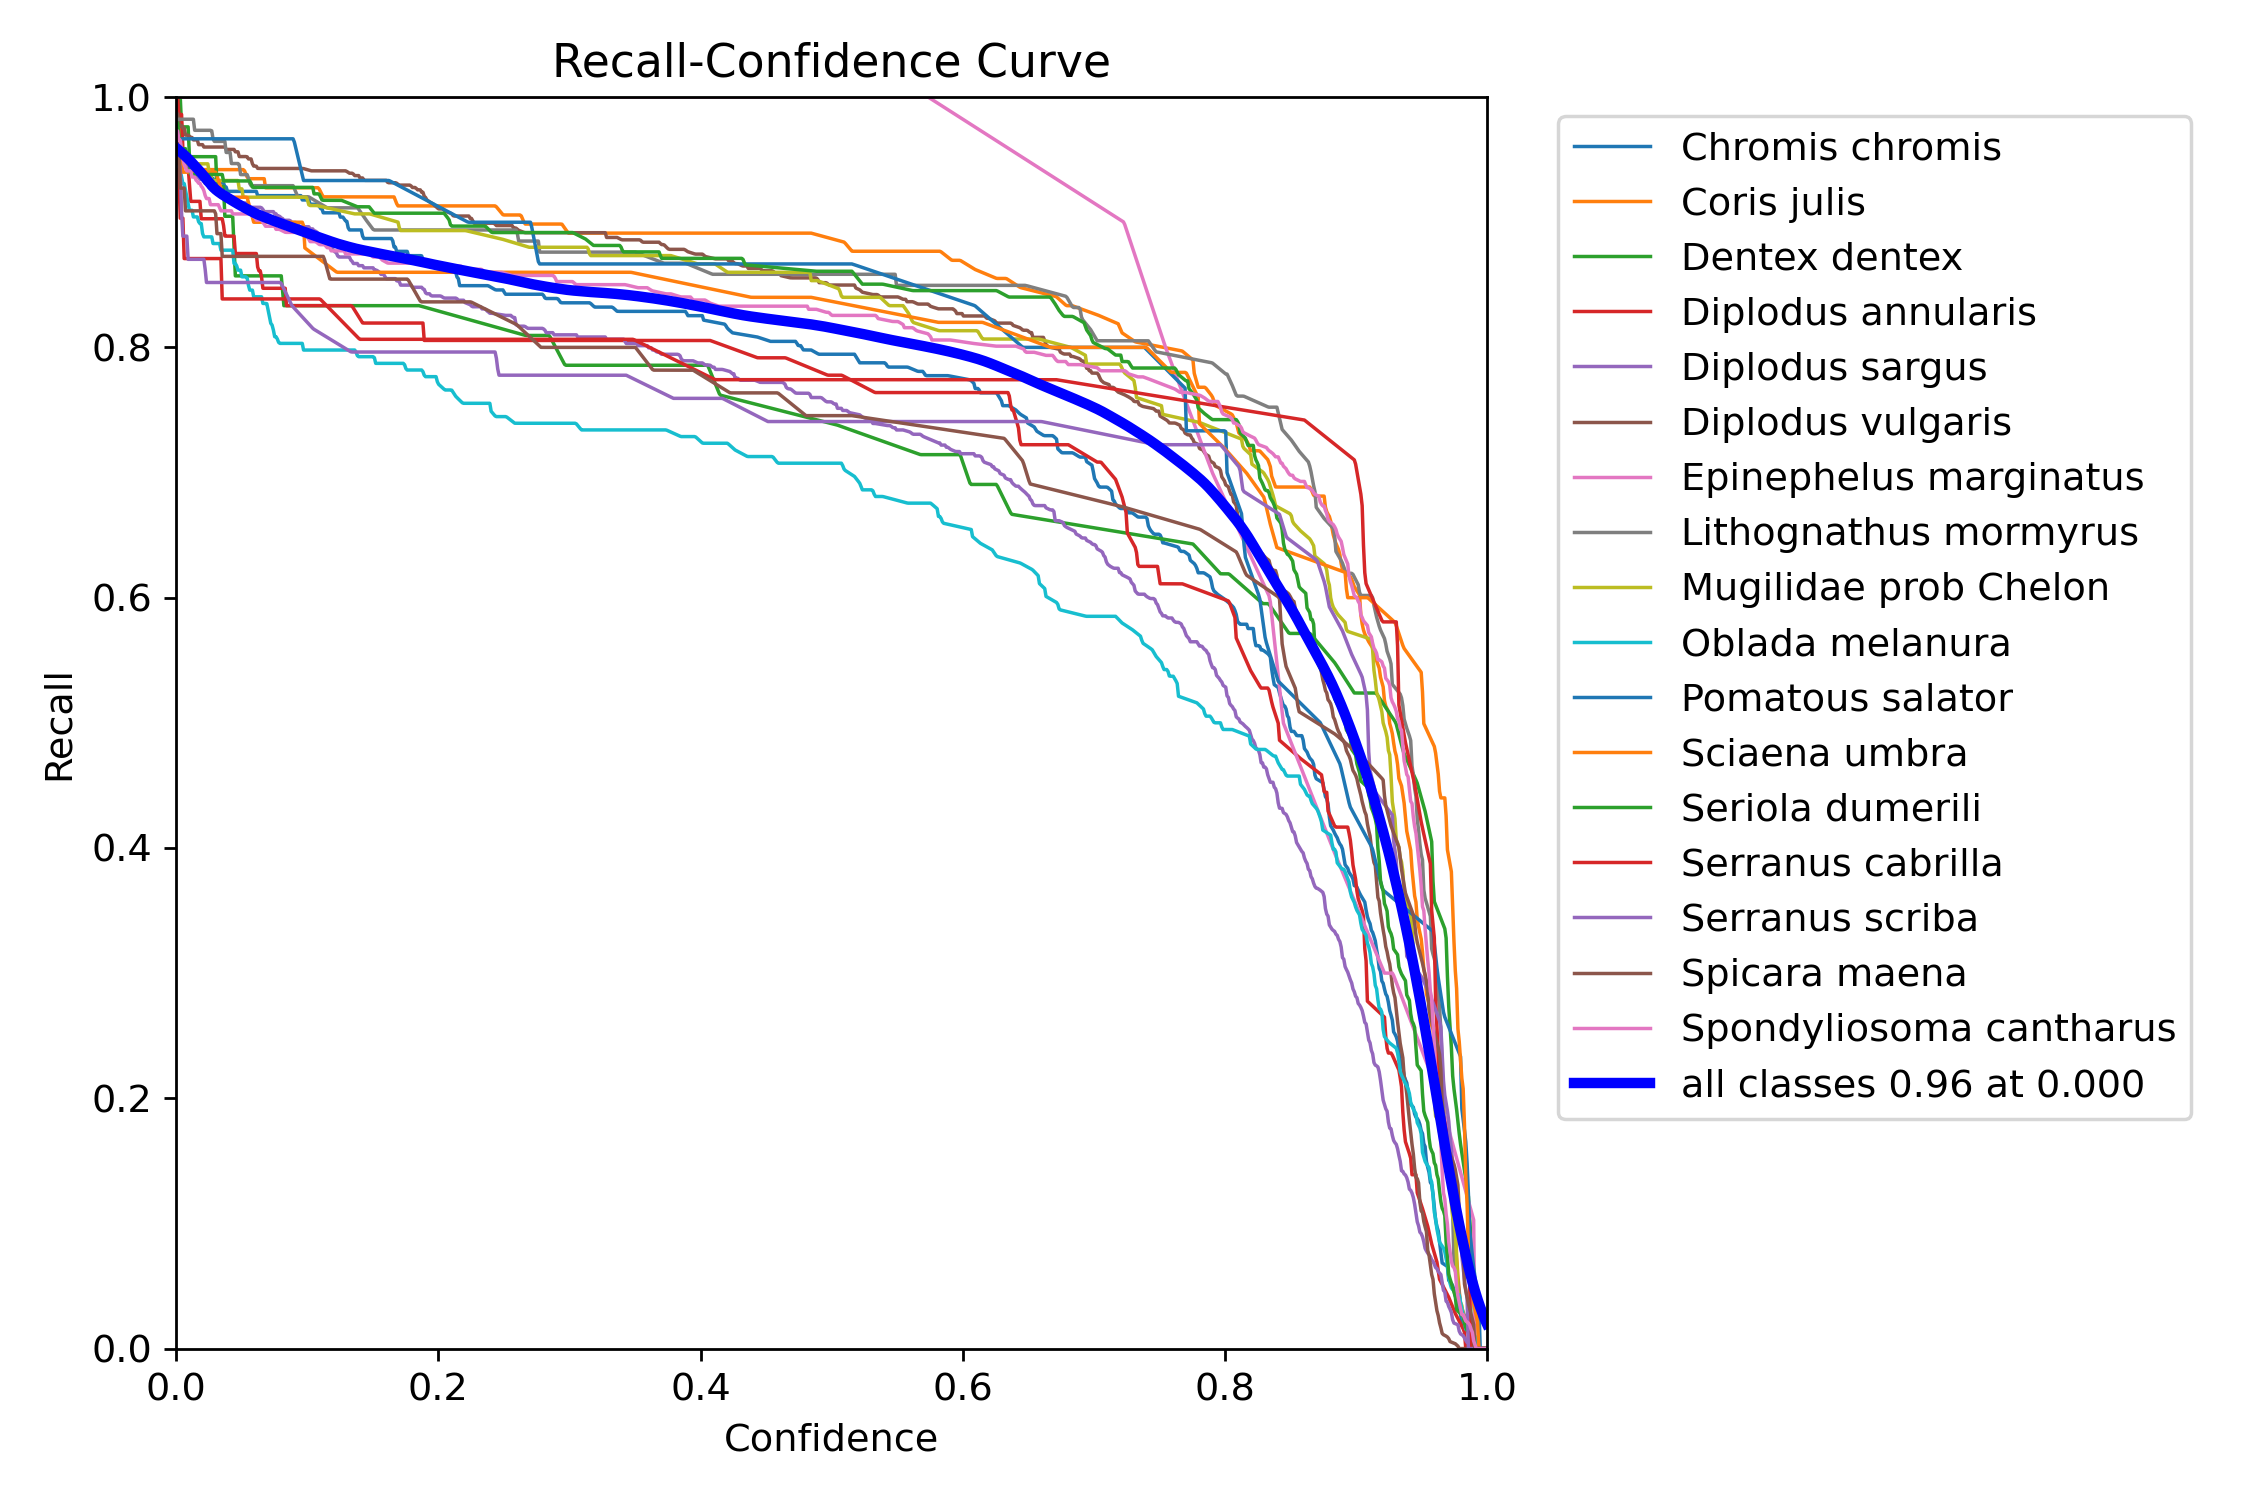 Recall-Confidence Curve
1.0
0.8
0.6
0.4
0.2
0.0
Recall
0.0 0.2 0.4 0.6 0.8 1.0
Confidence
Chromis chromis
Coris julis
Dentex dentex
Diplodus annularis
Diplodus sargus
Diplodus vulgaris
Epinephelus marginatus
Lithognathus mormyrus
Mugilidae prob Chelon
Oblada melanura
Pomatous salator
Sciaena umbra
Seriola dumerili
Serranus cabrilla
Serranus scriba
Spicara maena
Spondyliosoma cantharus
all classes 0.96 at 0.000